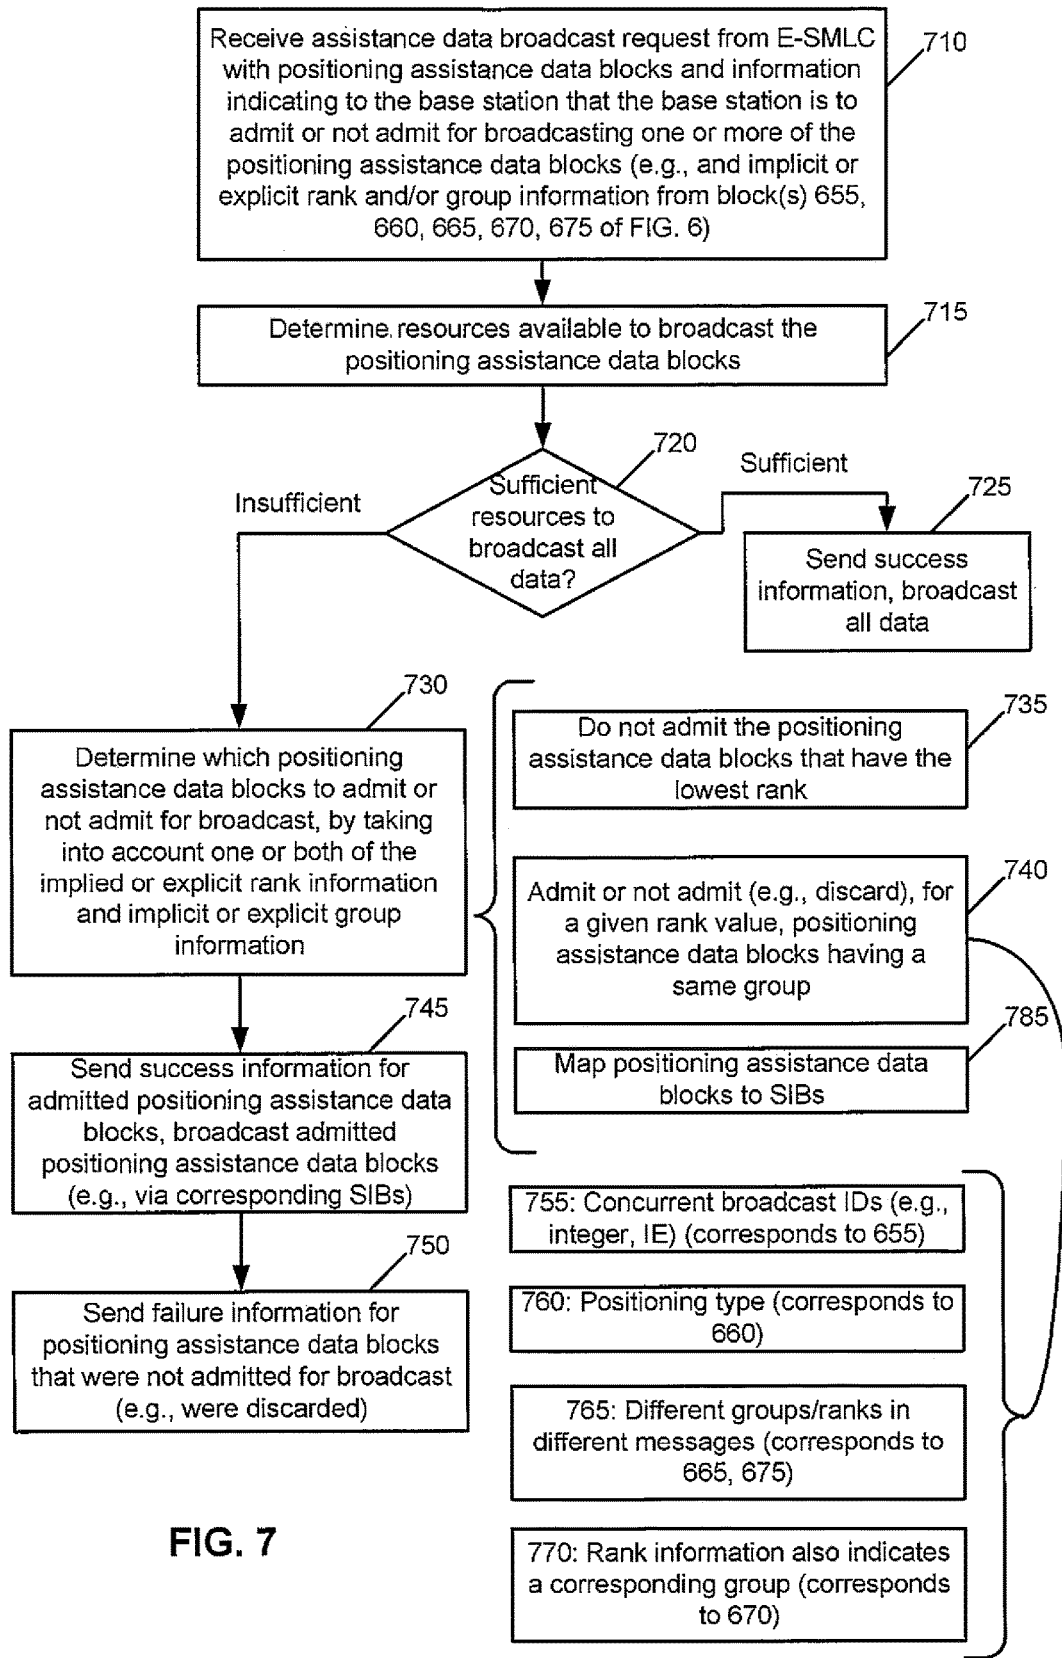 Receive assistance data broadcast request from E-SMLC
with positioning assistance data blocks and information
indicating to the base station that the base station is to
admit or not admit for broadcasting one or more of the
positioning assistance data blocks (e.g., and implicit or
explicit rank and/or group information from block(s) 655,
660, 665, 670, 675 of FIG. 6)
710
Determine resources available to broadcast the
positioning assistance data blocks
715
720
Sufficient
resources to
broadcast all
data?
Insufficient
Sufficient
725
Send success
information, broadcast
all data
730
Determine which positioning
assistance data blocks to admit or
not admit for broadcast, by taking
into account one or both of the
implied or explicit rank information
and implicit or explicit group
information
735
Do not admit the positioning
assistance data blocks that have the
lowest rank
740
Admit or not admit (e.g., discard), for
a given rank value, positioning
assistance data blocks having a
same group
785
Map positioning assistance data
blocks to SIBs
745
Send success information for
admitted positioning assistance data
blocks, broadcast admitted
positioning assistance data blocks
(e.g., via corresponding SIBs)
750
Send failure information for
positioning assistance data blocks
that were not admitted for broadcast
(e.g., were discarded)
755: Concurrent broadcast IDs (e.g.,
integer, IE) (corresponds to 655)
760: Positioning type (corresponds to
660)
765: Different groups/ranks in
different messages (corresponds to
665, 675)
770: Rank information also indicates
a corresponding group (corresponds
to 670)
FIG. 7